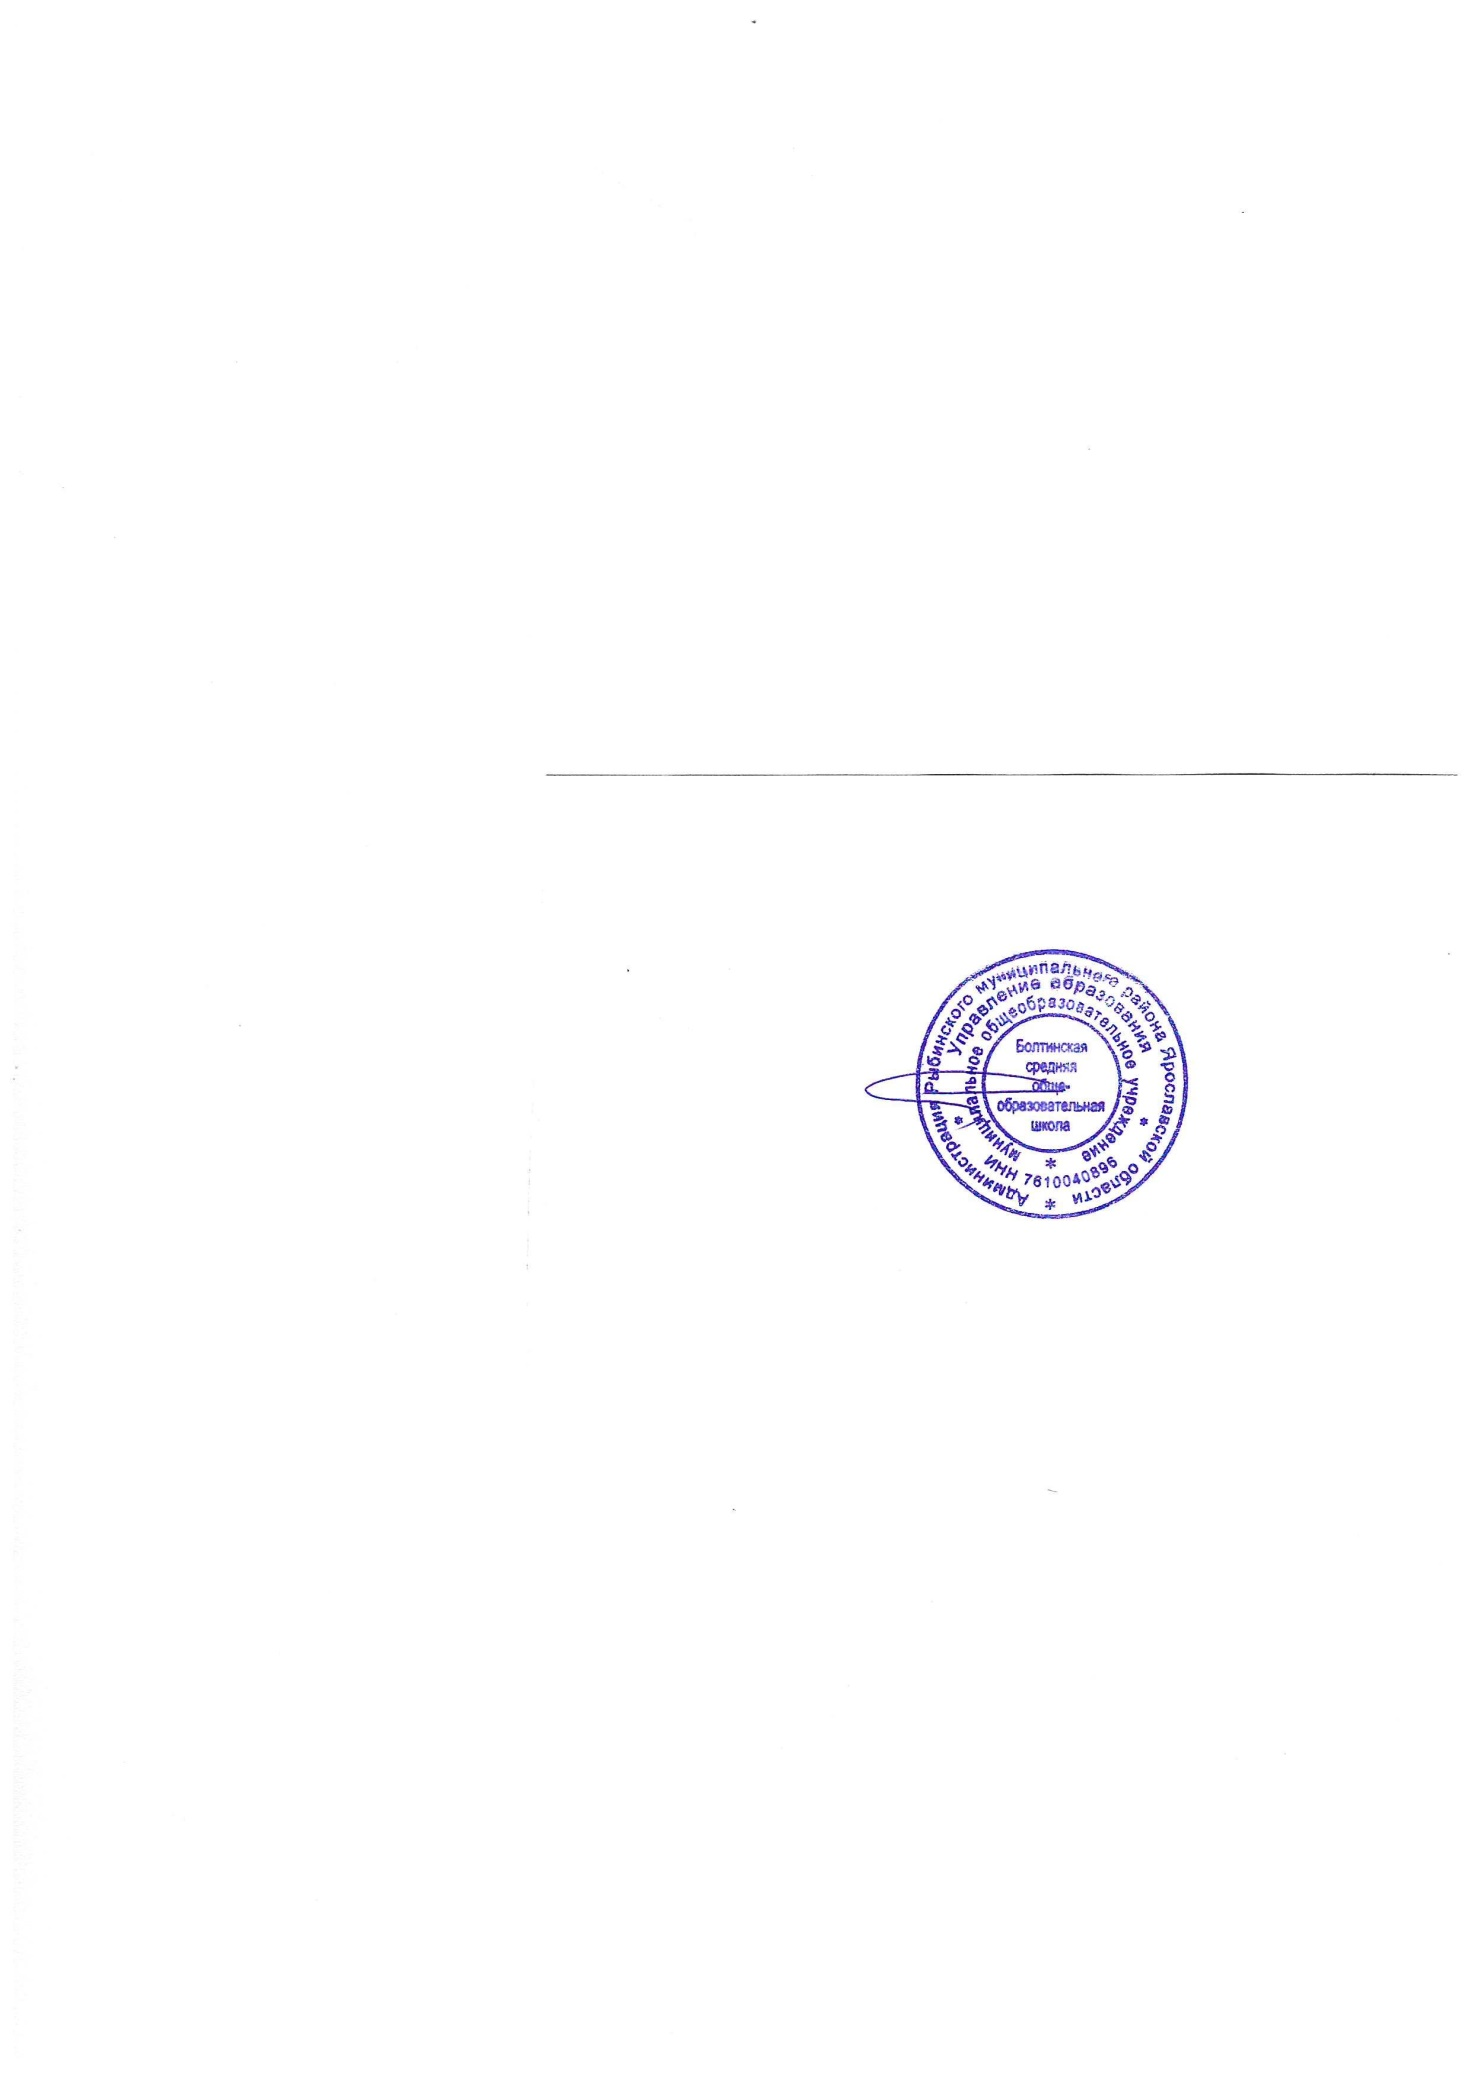 Администрация Рыбинского муниципального района Ярославской области *
* Управление образования *
муниципальное общеобразовательное учреждение *
ИНН 7610040896
Болтинская
средняя
обще-
образовательная
школа